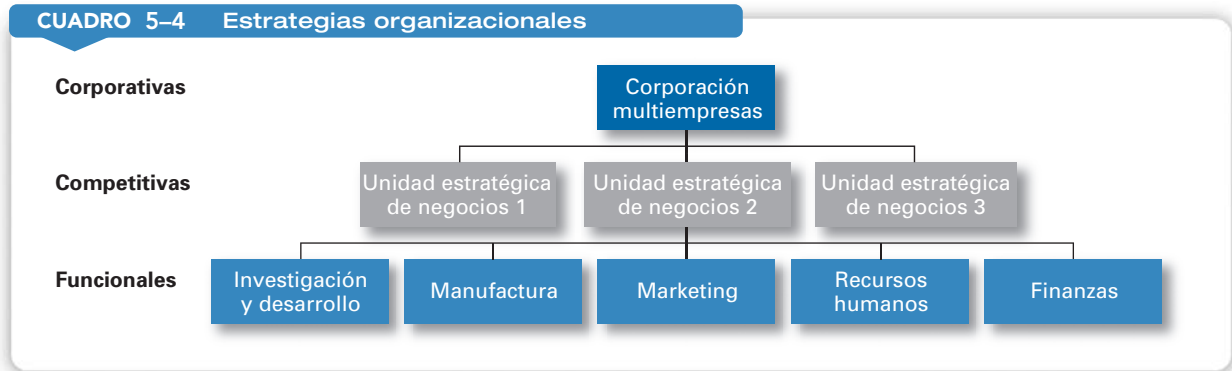 CUADRO 5–4 Estrategias organizacionales
Corporativas
Corporación
multiempresas
Competitivas
Unidad estratégica
de negocios 1
Unidad estratégica
de negocios 2
Unidad estratégica
de negocios 3
Funcionales
Investigación
y desarrollo
Manufactura
Marketing
Recursos
humanos
Finanzas